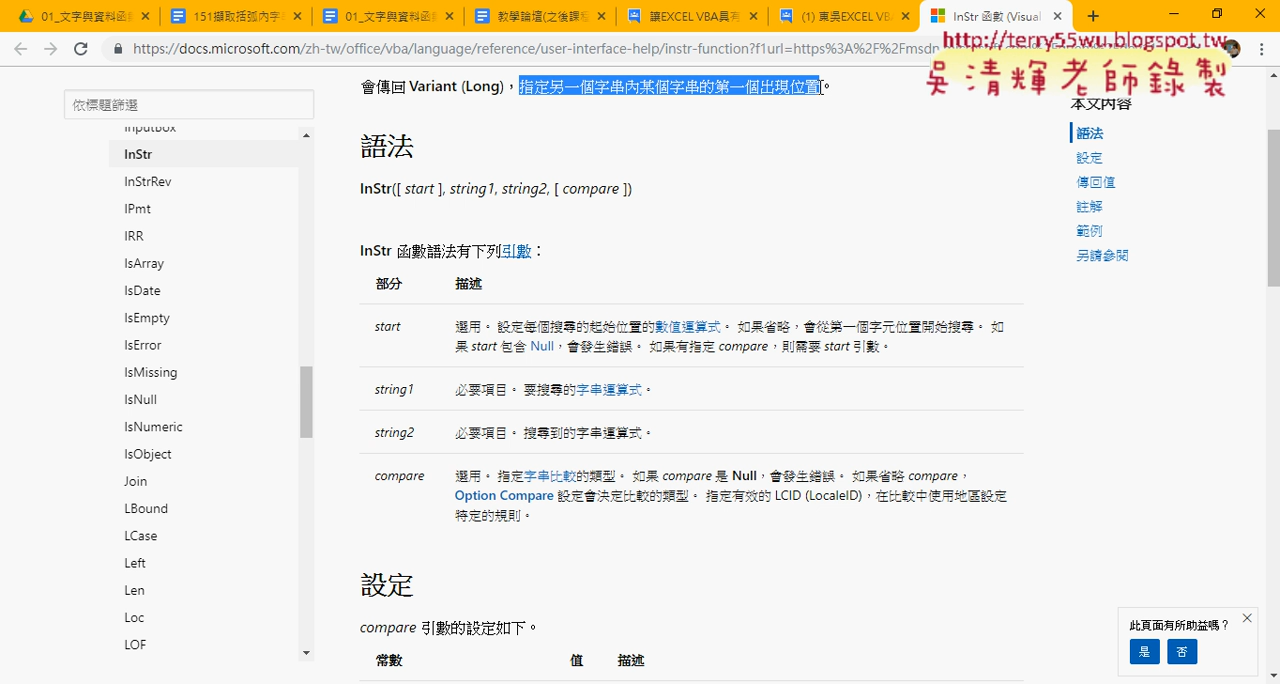 01_文字與資料函
151擷取括弧內字
01_文字與資料函
教學論壇(之後課程
讓EXCEL VBA具有
(1) 東吳EXCEL VB
InStr 函數 (Visual
https://docs.microsoft.com/zh-tw/office/vba/language/reference/user-interface-help/instr-function?f1url=https%3A%2F%2Fmsdn
http://terry55wu.blogspot.tw
吳清輝老師錄製
依標題篩選
InputBox
InStr
InStrRev
IPmt
IRR
IsArray
IsDate
IsEmpty
IsError
IsMissing
IsNull
IsNumeric
IsObject
Join
LBound
LCase
Left
Len
Loc
LOF
會傳回 Variant (Long)，指定另一個字串內某個字串的第一個出現位置。
語法
InStr([ start ], string1, string2, [ compare ])
InStr 函數語法有下列引數：
部分 描述
start 選用。 設定每個搜尋的起始位置的數值運算式。 如果省略，會從第一個字元位置開始搜尋。 如
果 start 包含 Null，會發生錯誤。 如果有指定 compare，則需要 start 引數。
string1 必要項目。 要搜尋的字串運算式。
string2 必要項目。 搜尋到的字串運算式。
compare 選用。 指定字串比較的類型。 如果 compare 是 Null，會發生錯誤。 如果省略 compare，
Option Compare 設定會決定比較的類型。 指定有效的 LCID (LocaleID)，在比較中使用地區設定
特定的規則。
設定
compare 引數的設定如下。
常數 值 描述
本文內容
語法
設定
傳回值
註解
範例
另請參閱
此頁面有所助益嗎？
是 否